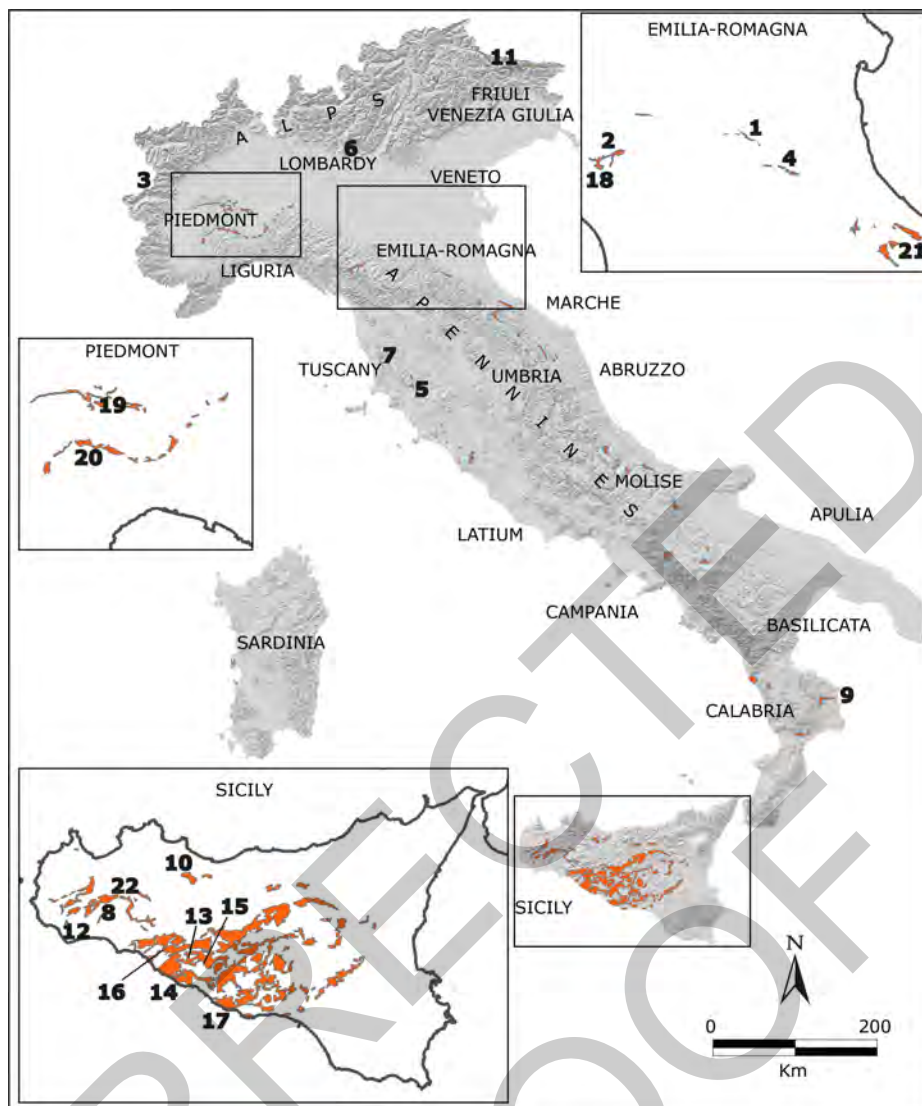 EMILIA-ROMAGNA
11
FRIULI
VENEZIA GIULIA
A L P S
1
2
4
6
LOMBARDY
3
VENETO
18
PIEDMONT
EMILIA-ROMAGNA
21
LIGURIA
A P E N N I N E S
MARCHE
PIEDMONT
7
TUSCANY
UMBRIA
ABRUZZO
5
19
20
MOLISE
LATIUM
APULIA
CAMPANIA
BASILICATA
SARDINIA
9
CALABRIA
SICILY
10
22
8
13
15
12
SICILY
16
14
17
N
0
200
Km
RRECTED
OOF